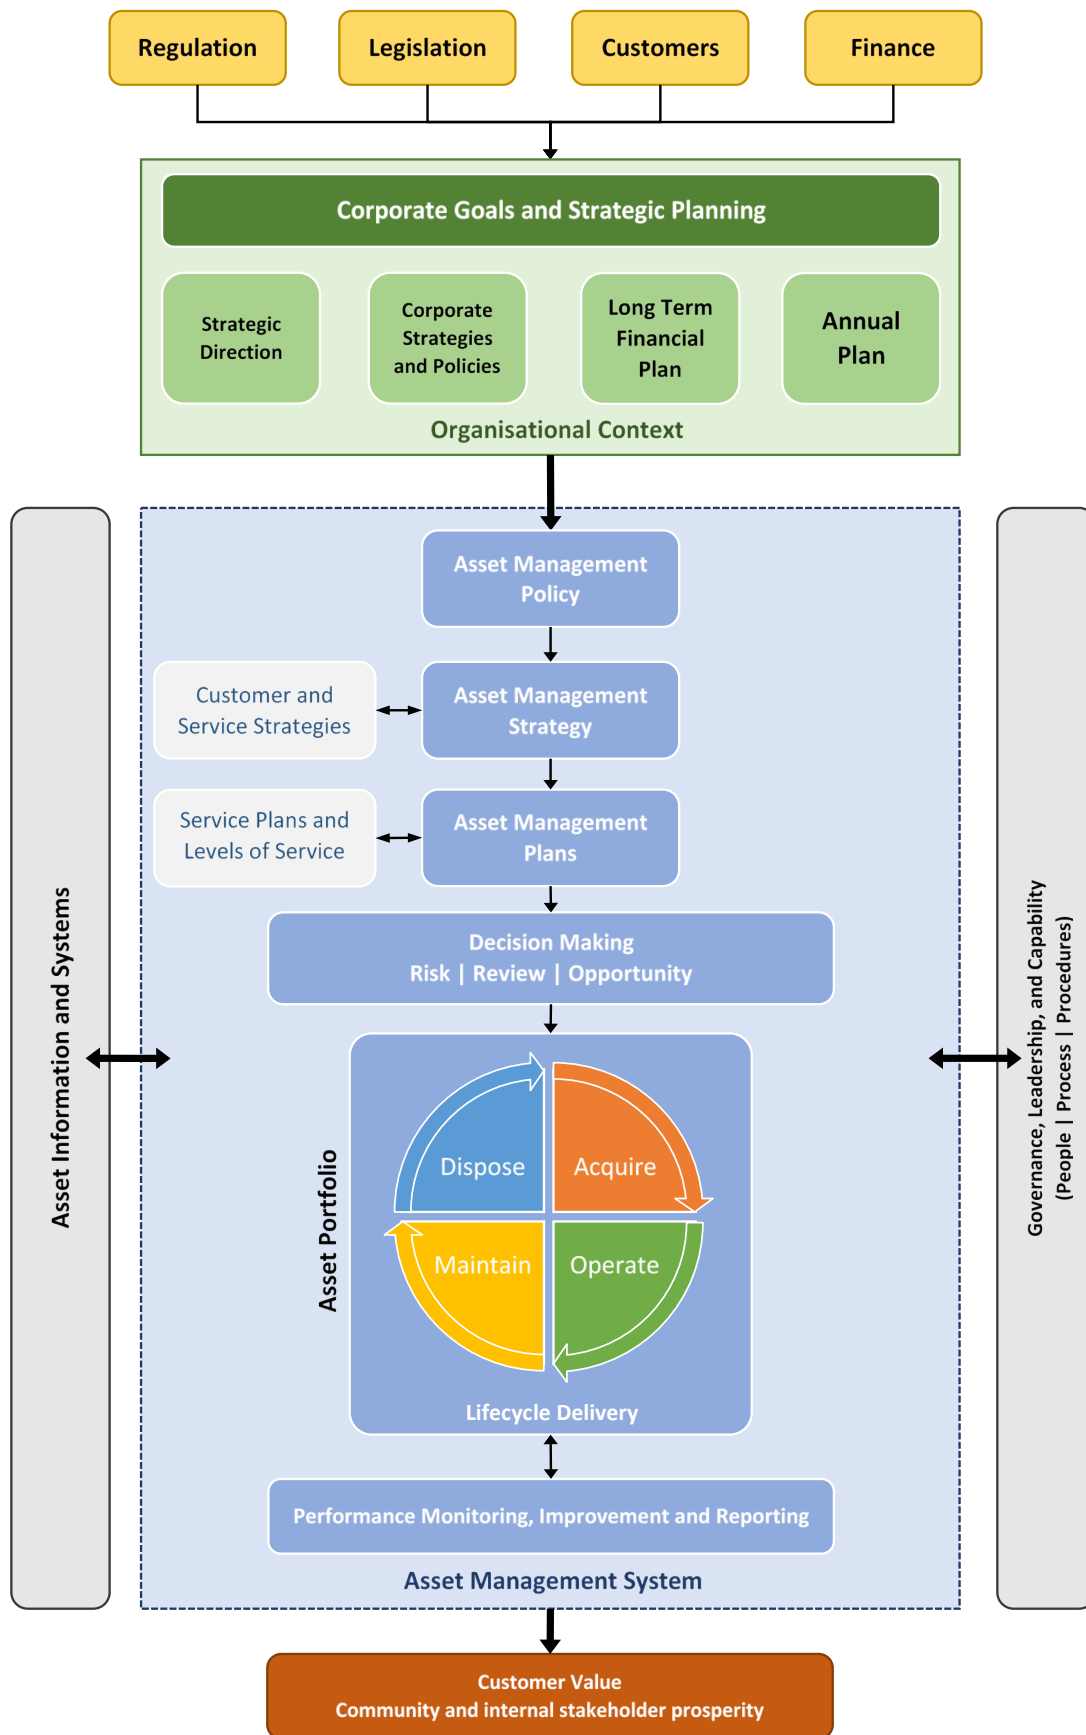 Regulation
Legislation
Customers
Finance
Corporate Goals and Strategic Planning
Strategic
Direction
Corporate
Strategies
and Policies
Long Term
Financial
Plan
Annual
Plan
Organisational Context
Asset Information and Systems
Asset Management
Policy
Customer and
Service Strategies
Asset Management
Strategy
Service Plans and
Levels of Service
Asset Management
Plans
Decision Making
Risk | Review | Opportunity
Asset Portfolio
Dispose
Acquire
Maintain
Operate
Lifecycle Delivery
Performance Monitoring, Improvement and Reporting
Asset Management System
Governance, Leadership, and Capability
(People | Process | Procedures)
Customer Value
Community and internal stakeholder prosperity